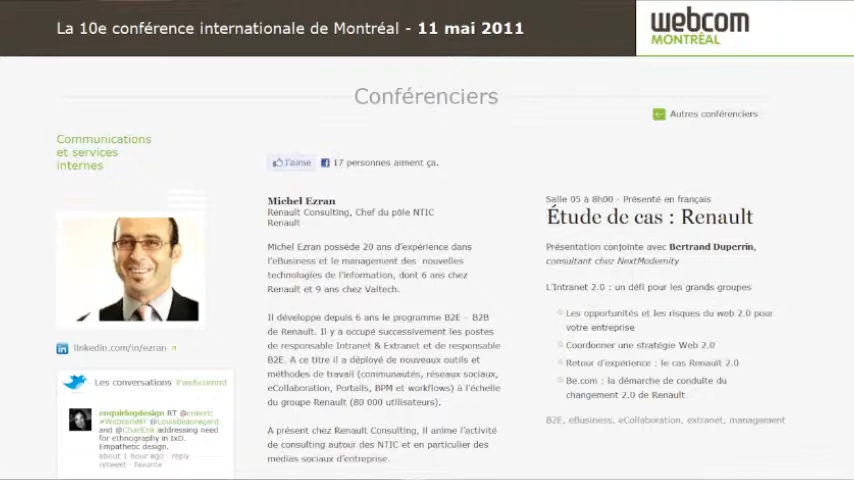 La 10e conférence internationale de Montréal - 11 mai 2011
webcom
MONTRÉAL
Conférenciers
Autres conférenciers
Communications
et services
internes
J'aime 17 personnes aiment ça.
Michel Ezran
Renault Consulting, Chef du pôle NTIC
Renault
Michel Ezran possède 20 ans d'expérience dans
l'eBusiness et le management des nouvelles
technologies de l'information, dont 6 ans chez
Renault et 9 ans chez Valtech.
Il développe depuis 6 ans le programme B2E - B2B
de Renault. Il y a occupé successivement les postes
de responsable Intranet & Extranet et de responsable
B2E. A ce titre il a déployé de nouveaux outils et
méthodes de travail (communautés, réseaux sociaux,
eCollaboration, Portails, BPM et workflows) à l'échelle
du groupe Renault (80 000 utilisateurs).
A présent chez Renault Consulting, il anime l'activité
de consulting autour des NTIC et en particulier des
médias sociaux d'entreprise.
Salle 05 à 8h00 - Présenté en français
Étude de cas : Renault
Présentation conjointe avec Bertrand Duperrin,
consultant chez NextModernity
L'Intranet 2.0 : un défi pour les grands groupes
Les opportunités et les risques du web 2.0 pour
votre entreprise
Coordonner une stratégie Web 2.0
Retour d'expérience : le cas Renault 2.0
Be.com : la démarche de conduite du
changement 2.0 de Renault
B2E, eBusiness, eCollaboration, extranet, management
linkedin.com/in/ezran
Les conversations #webcommt
enquiringdesign RT
and addressing need
for ethnography in IxD.
Empathetic design.
about 1 hour ago · reply
retweet · favorite